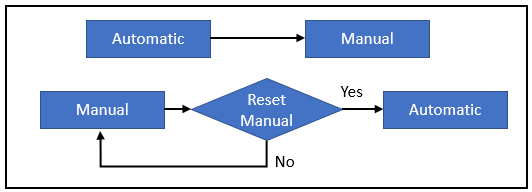 Automatic
Manual
Manual
Reset
Manual
Yes
Automatic
No